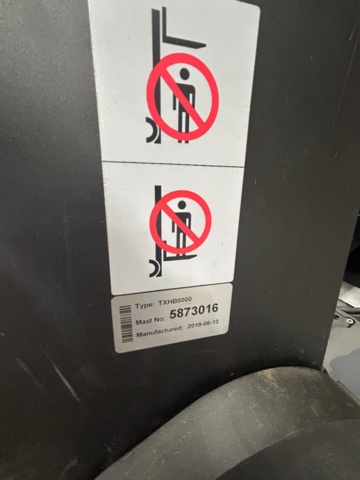 Type: TXHB8000
Mast No: 5873016
Manufactured: 2019-06-13